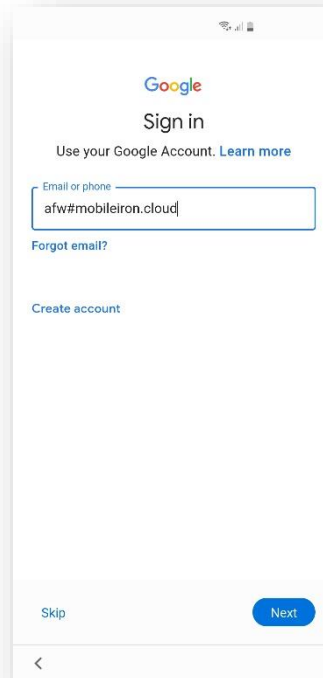 Google
Sign in
Use your Google Account. Learn more
Email or phone
afw#mobileiron.cloud
Forgot email?
Create account
Skip
Next